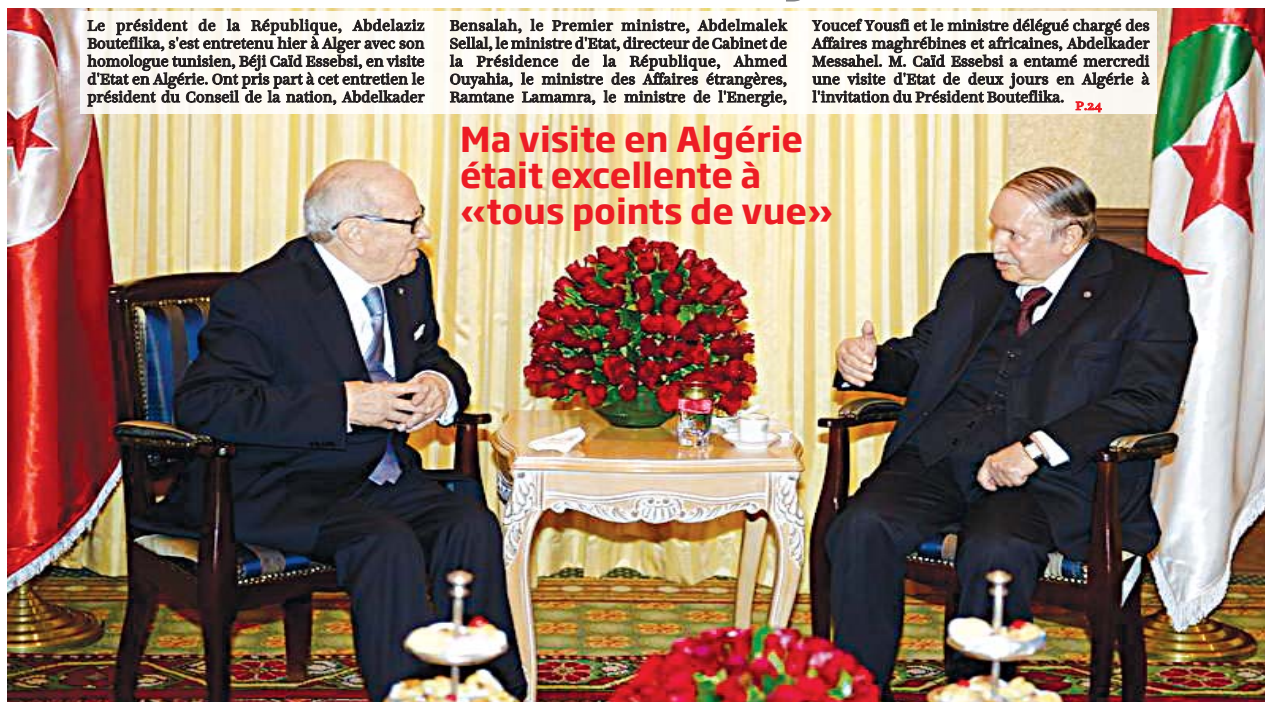 Le président de la République, Abdelaziz
Bouteflika, s'est entretenu hier à Alger avec son
homologue tunisien, Béji Caïd Essebsi, en visite
d'Etat en Algérie. Ont pris part à cet entretien le
président du Conseil de la nation, Abdelkader
Bensalah, le Premier ministre, Abdelmalek
Sellal, le ministre d'Etat, directeur de Cabinet de
la Présidence de la République, Ahmed
Ouyahia, le ministre des Affaires étrangères,
Ramtane Lamamra, le ministre de l'Energie,
Youcef Yousfi et le ministre délégué chargé des
Affaires maghrébines et africaines, Abdelkader
Messahel. M. Caïd Essebsi a entamé mercredi
une visite d'Etat de deux jours en Algérie à
l'invitation du Président Bouteflika.
P.24
Ma visite en Algérie
était excellente à
«tous points de vue»